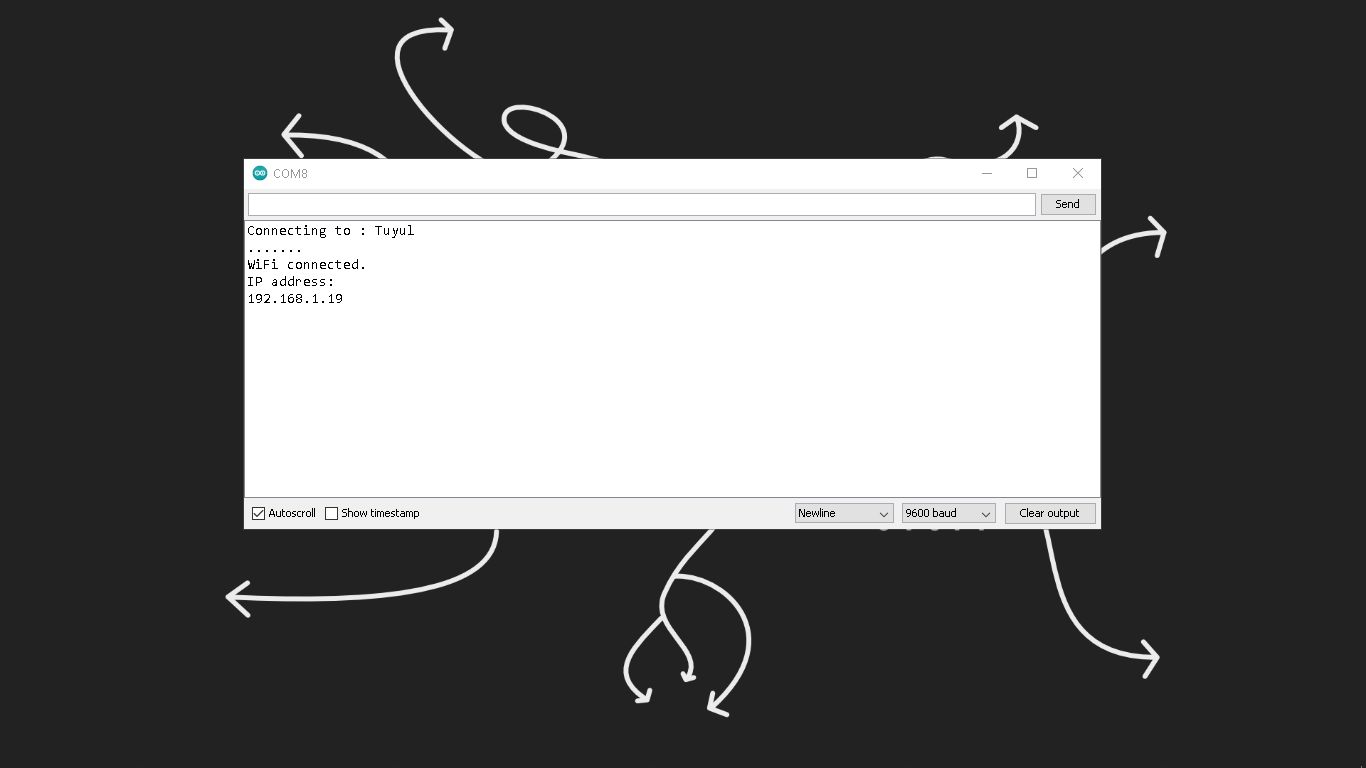 COM8
Send
Connecting to : Tuyul
.......
WiFi connected.
IP address:
192.168.1.19
Autoscroll
Show timestamp
Newline
9600 baud
Clear output